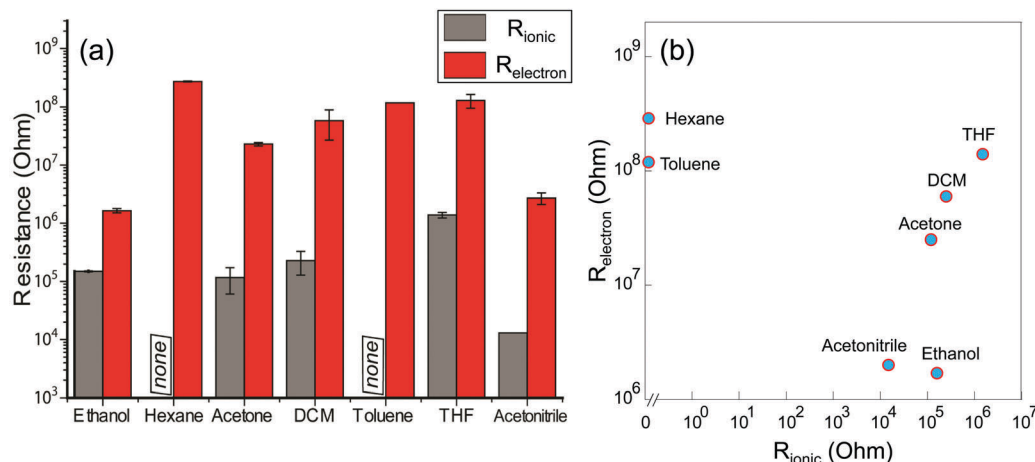 (a)
R_ionic
R_electron
Resistance (Ohm)
10^9
10^8
10^7
10^6
10^5
10^4
10^3
none
none
Ethanol Hexane Acetone DCM Toluene THF Acetonitrile
(b)
R_electron (Ohm)
10^9
10^8
10^7
10^6
Hexane
Toluene
THF
DCM
Acetone
Acetonitrile
Ethanol
0 10^0 10^1 10^2 10^3 10^4 10^5 10^6 10^7
R_ionic (Ohm)